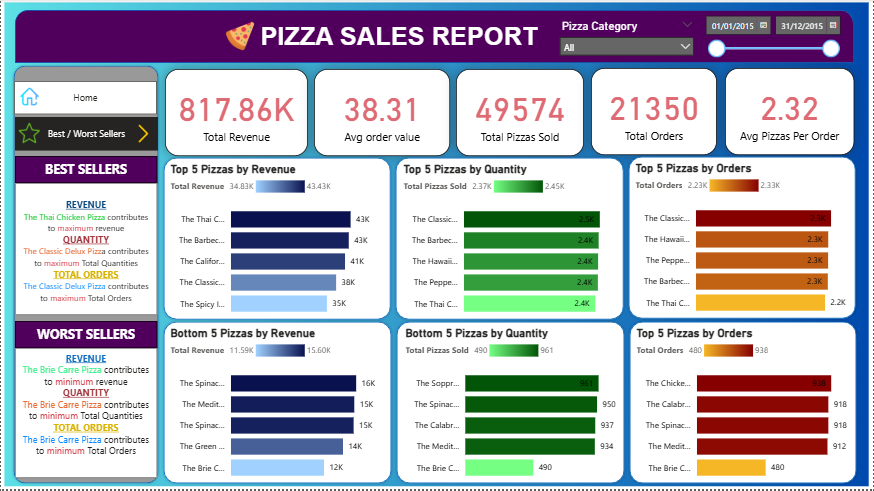 PIZZA SALES REPORT
Pizza Category
All
01/01/2015
31/12/2015
Home
Best / Worst Sellers
817.86K
Total Revenue
38.31
Avg order value
49574
Total Pizzas Sold
21350
Total Orders
2.32
Avg Pizzas Per Order
BEST SELLERS
REVENUE
The Thai Chicken Pizza contributes
to maximum revenue
QUANTITY
The Classic Delux Pizza contributes
to maximum Total Quantities
TOTAL ORDERS
The Classic Delux Pizza contributes
to maximum Total Orders
WORST SELLERS
REVENUE
The Brie Carre Pizza contributes
to minimum revenue
QUANTITY
The Brie Carre Pizza contributes
to minimum Total Quantities
TOTAL ORDERS
The Brie Carre Pizza contributes
to minimum Total Orders
Top 5 Pizzas by Revenue
Total Revenue 34.83K 43.43K
The Thai C... 43K
The Barbec... 43K
The Califor... 41K
The Classic... 38K
The Spicy I... 35K
Top 5 Pizzas by Quantity
Total Pizzas Sold 2.37K 2.45K
The Classic... 2.5K
The Barbec... 2.4K
The Hawaii... 2.4K
The Peppe... 2.4K
The Thai C... 2.4K
Top 5 Pizzas by Orders
Total Orders 2.23K 2.33K
The Classic... 2.3K
The Hawaii... 2.3K
The Peppe... 2.3K
The Barbec... 2.3K
The Thai C... 2.2K
Bottom 5 Pizzas by Revenue
Total Revenue 11.59K 15.60K
The Spinac... 16K
The Medit... 15K
The Spinac... 15K
The Green ... 14K
The Brie C... 12K
Bottom 5 Pizzas by Quantity
Total Pizzas Sold 490 961
The Soppr... 961
The Spinac... 950
The Calabr... 937
The Medit... 934
The Brie C... 490
Top 5 Pizzas by Orders
Total Orders 480 938
The Chicke... 938
The Calabr... 918
The Spinac... 918
The Medit... 912
The Brie C... 480